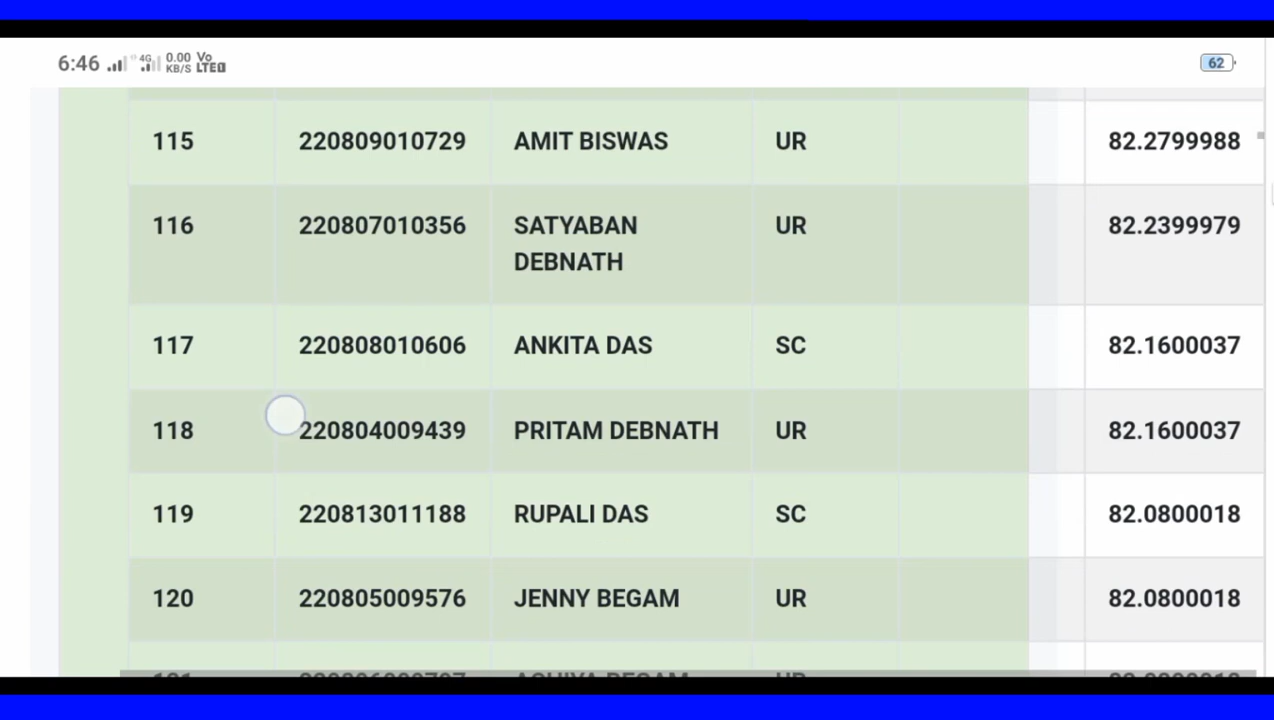 6:46 4G 0.00 KB/S Vo LTE 62
115 220809010729 AMIT BISWAS UR 82.2799988
116 220807010356 SATYABAN UR 82.2399979
DEBNATH
117 220808010606 ANKITA DAS SC 82.1600037
118 220804009439 PRITAM DEBNATH UR 82.1600037
119 220813011188 RUPALI DAS SC 82.0800018
120 220805009576 JENNY BEGAM UR 82.0800018